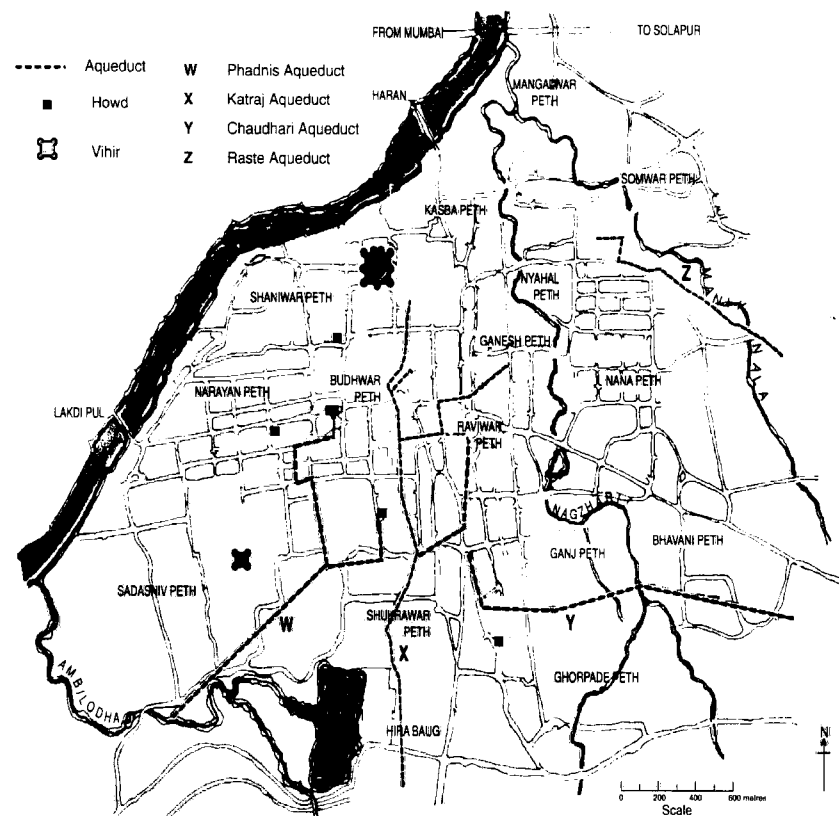 FROM MUMBAI
TO SOLAPUR
Aqueduct
Howd
Vihir
W Phadnis Aqueduct
X Katraj Aqueduct
Y Chaudhari Aqueduct
Z Raste Aqueduct
HARAN
MANGALWAR
PETH
SOMWAR PETH
KASBA PETH
NYAHAL
PETH
Z
MANIK NALA
SHANIWAR PETH
GANESH PETH
BUDHWAR
PETH
NARAYAN PETH
NANA PETH
LAKDI PUL
RAVIWAR
PETH
NAGZHERI
GANJ PETH
BHAVANI PETH
SADASHIV PETH
W
SHUKRAWAR
PETH
X
Y
GHORPADE PETH
AMBILODHA
HIRA BAUG
N
0 200 400 600 metres
Scale